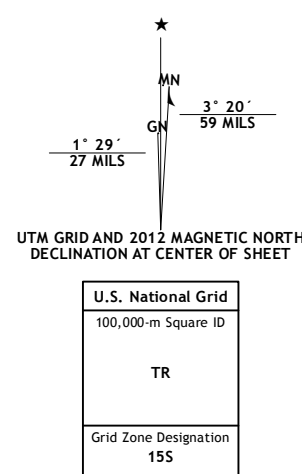 ★
MN
3° 20´
59 MILS
GN
1° 29´
27 MILS
UTM GRID AND 2012 MAGNETIC NORTH
DECLINATION AT CENTER OF SHEET
U.S. National Grid
100,000-m Square ID
TR
Grid Zone Designation
15S